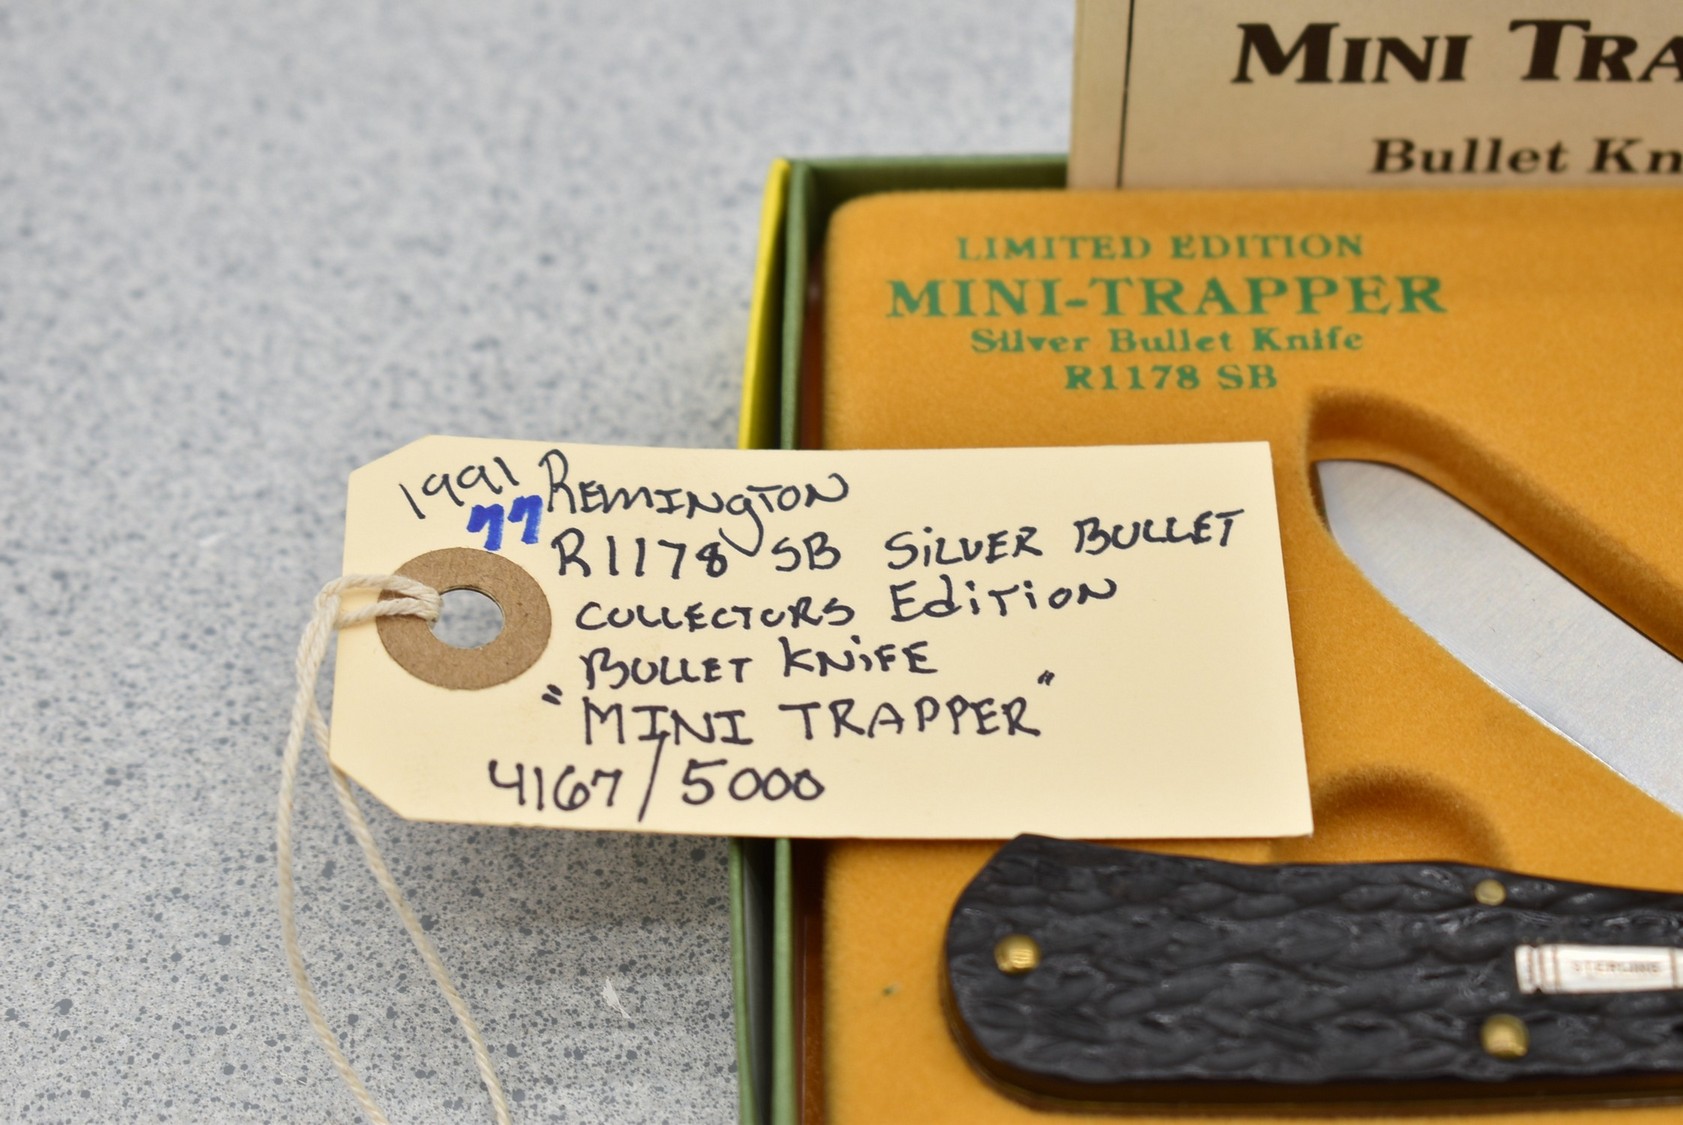 MINI TRA
Bullet Kn
LIMITED EDITION
MINI-TRAPPER
Silver Bullet Knife
R1178 SB
1991 REMINGTON
77
R1178 SB SILVER BULLET
COLLECTORS EDITION
BULLET KNIFE
"MINI TRAPPER"
4167/5000
STERLING